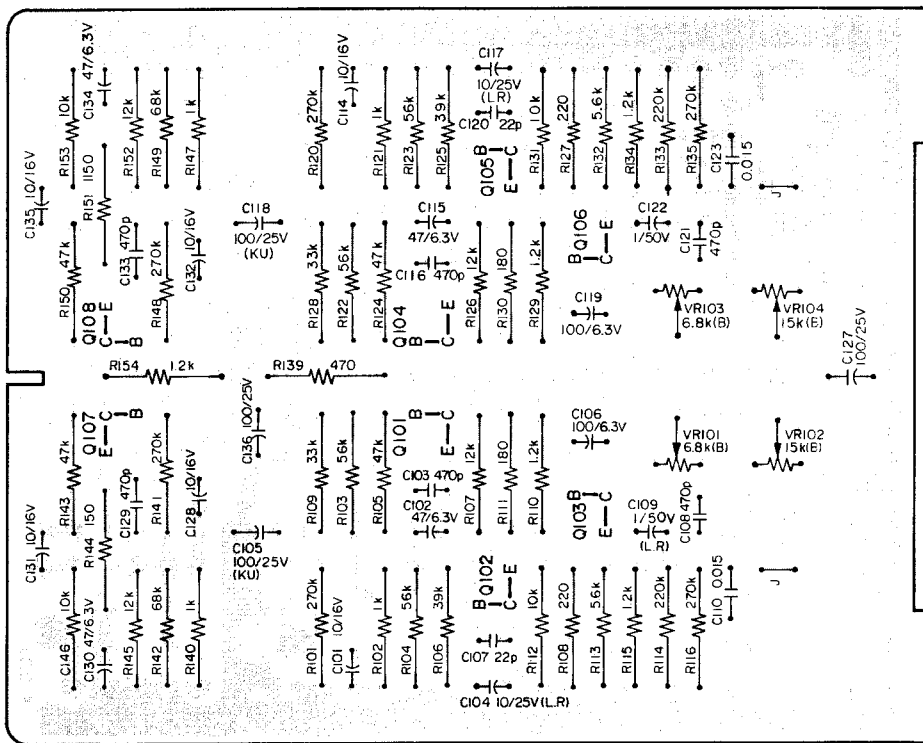 R153 10k
C134 47/6.3V
R152 12k
R149 68k
R147 1k
R120 270k
C114 10/16V
R121 1k
R123 56k
R125 39k
C117
10/25V
(L.R)
C120 22p
Q105 B C E
R131 10k
R127 220
R132 5.6k
R134 1.2k
R133 220k
R135 270k
C123
0.015
J
C135 10/16V
R151 1150
R150 47k
C133 470p
R148 270k
C132 10/16V
C118
100/25V
(KU)
R128 33k
R122 56k
R124 47k
C115
47/6.3V
C116 470p
R126 12k
R130 180
R129 1.2k
Q106
B C E
C122
1/50V
C121
470p
Q108 E C B
Q104 E C B
C119
100/6.3V
VR103
6.8k(B)
VR104
15k(B)
R154 1.2k
R139 470
C127
100/25V
Q107 B C E
C136 100/25V
Q101 B C E
C106
100/6.3V
VR101
6.8k(B)
VR102
15k(B)
R143 47k
R144 150
C129 470p
R141 270k
C128 10/16V
R109 33k
R103 56k
R105 47k
C103 470p
C102
47/6.3V
R107 12k
R111 180
R110 1.2k
Q103 B C E
C109
1/50V
(L.R)
C108 470p
C131 10/16V
C105
100/25V
(KU)
C146 10k
C130 47/6.3V
R145 12k
R142 68k
R140 1k
R101 270k
C101 10/16V
R102 1k
R104 56k
R106 39k
Q102
B C E
C107 22p
C104 10/25V(L.R)
R112 10k
R108 220
R113 5.6k
R115 1.2k
R114 220k
R116 270k
C110 0.015
J